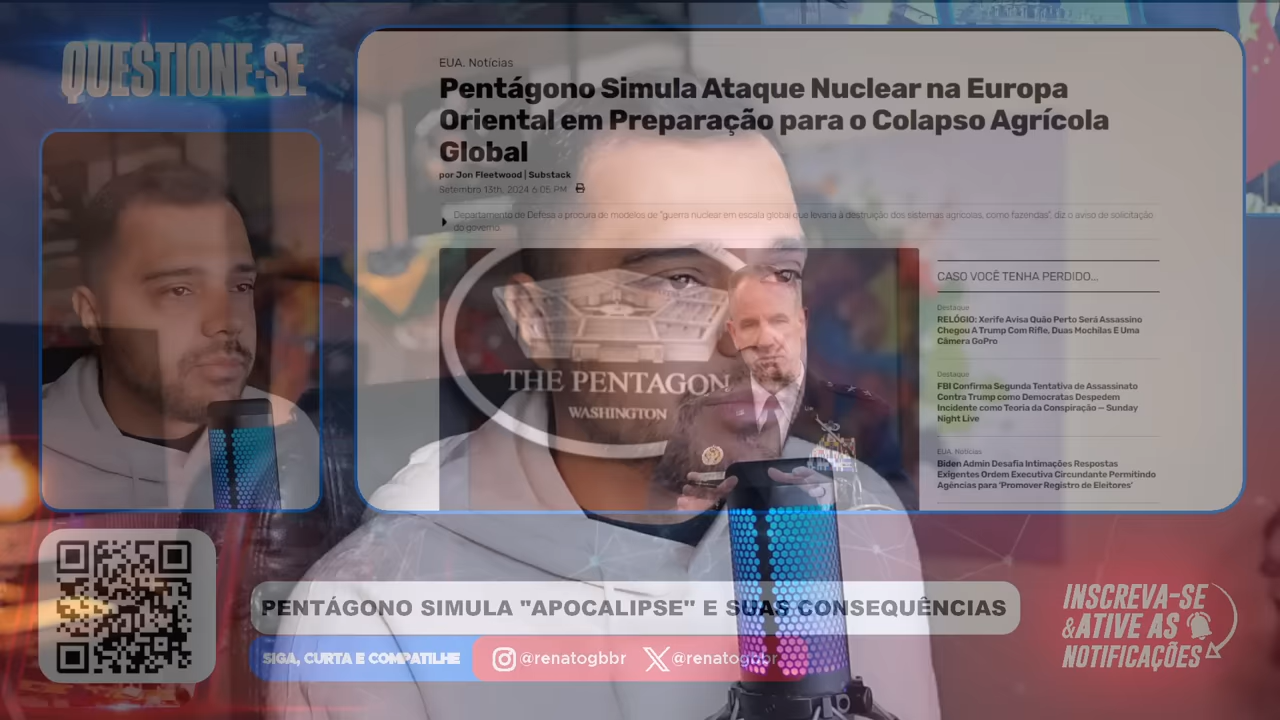 QUESTIONE-SE
EUA, Notícias
Pentágono Simula Ataque Nuclear na Europa
Oriental em Preparação para o Colapso Agrícola
Global
por Jon Fleetwood | Substack
Setembro 13th, 2024 6:05 PM
Departamento de Defesa a procura de modelos de "guerra nuclear em escala global que levaria à destruição dos sistemas agrícolas, como fazendas", diz o aviso de solicitação
do governo.
THE PENTAGON
WASHINGTON
CASO VOCÊ TENHA PERDIDO...
Destaque
RELÓGIO: Xerife Avisa Quão Perto Será Assassino
Chegou A Trump Com Rifle, Duas Mochilas E Uma
Câmera GoPro
Destaque
FBI Confirma Segunda Tentativa de Assassinato
Contra Trump como Democratas Despedem
Incidente como Teoria da Conspiração — Sunday
Night Live
EUA, Notícias
Biden Admin Desafia Intimações Respostas
Exigentes Ordem Executiva Circundante Permitindo
Agências para 'Promover Registro de Eleitores'
PENTÁGONO SIMULA "APOCALIPSE" E SUAS CONSEQUÊNCIAS
SIGA, CURTA E COMPATILHE
@renatogbbr
@renatogbbr
INSCREVA-SE
&ATIVE AS
NOTIFICAÇÕES